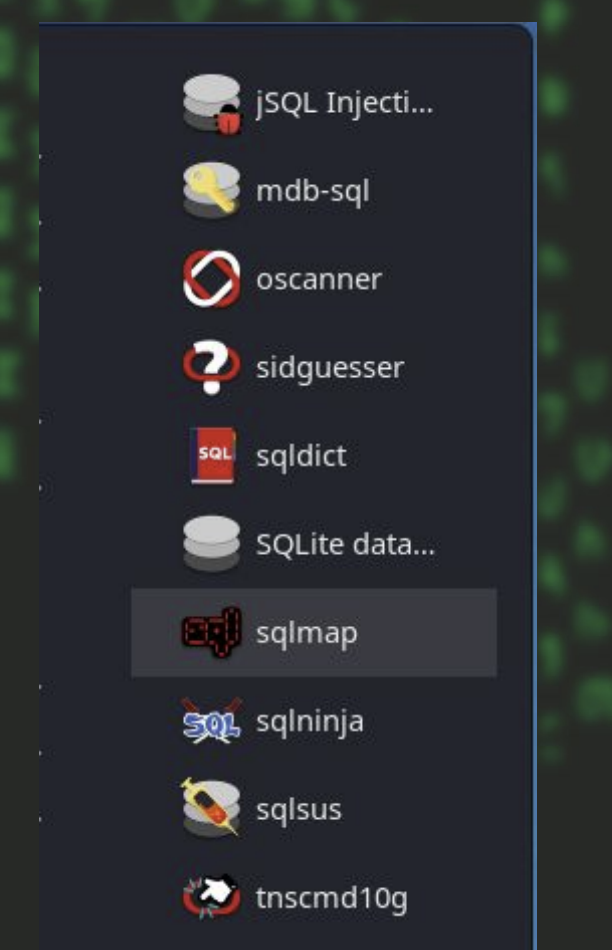 jSQL Injecti...
mdb-sql
oscanner
sidguesser
SQL
sqldict
SQLite data...
sqlmap
SQL
sqlninja
sqlsus
tnscmd10g